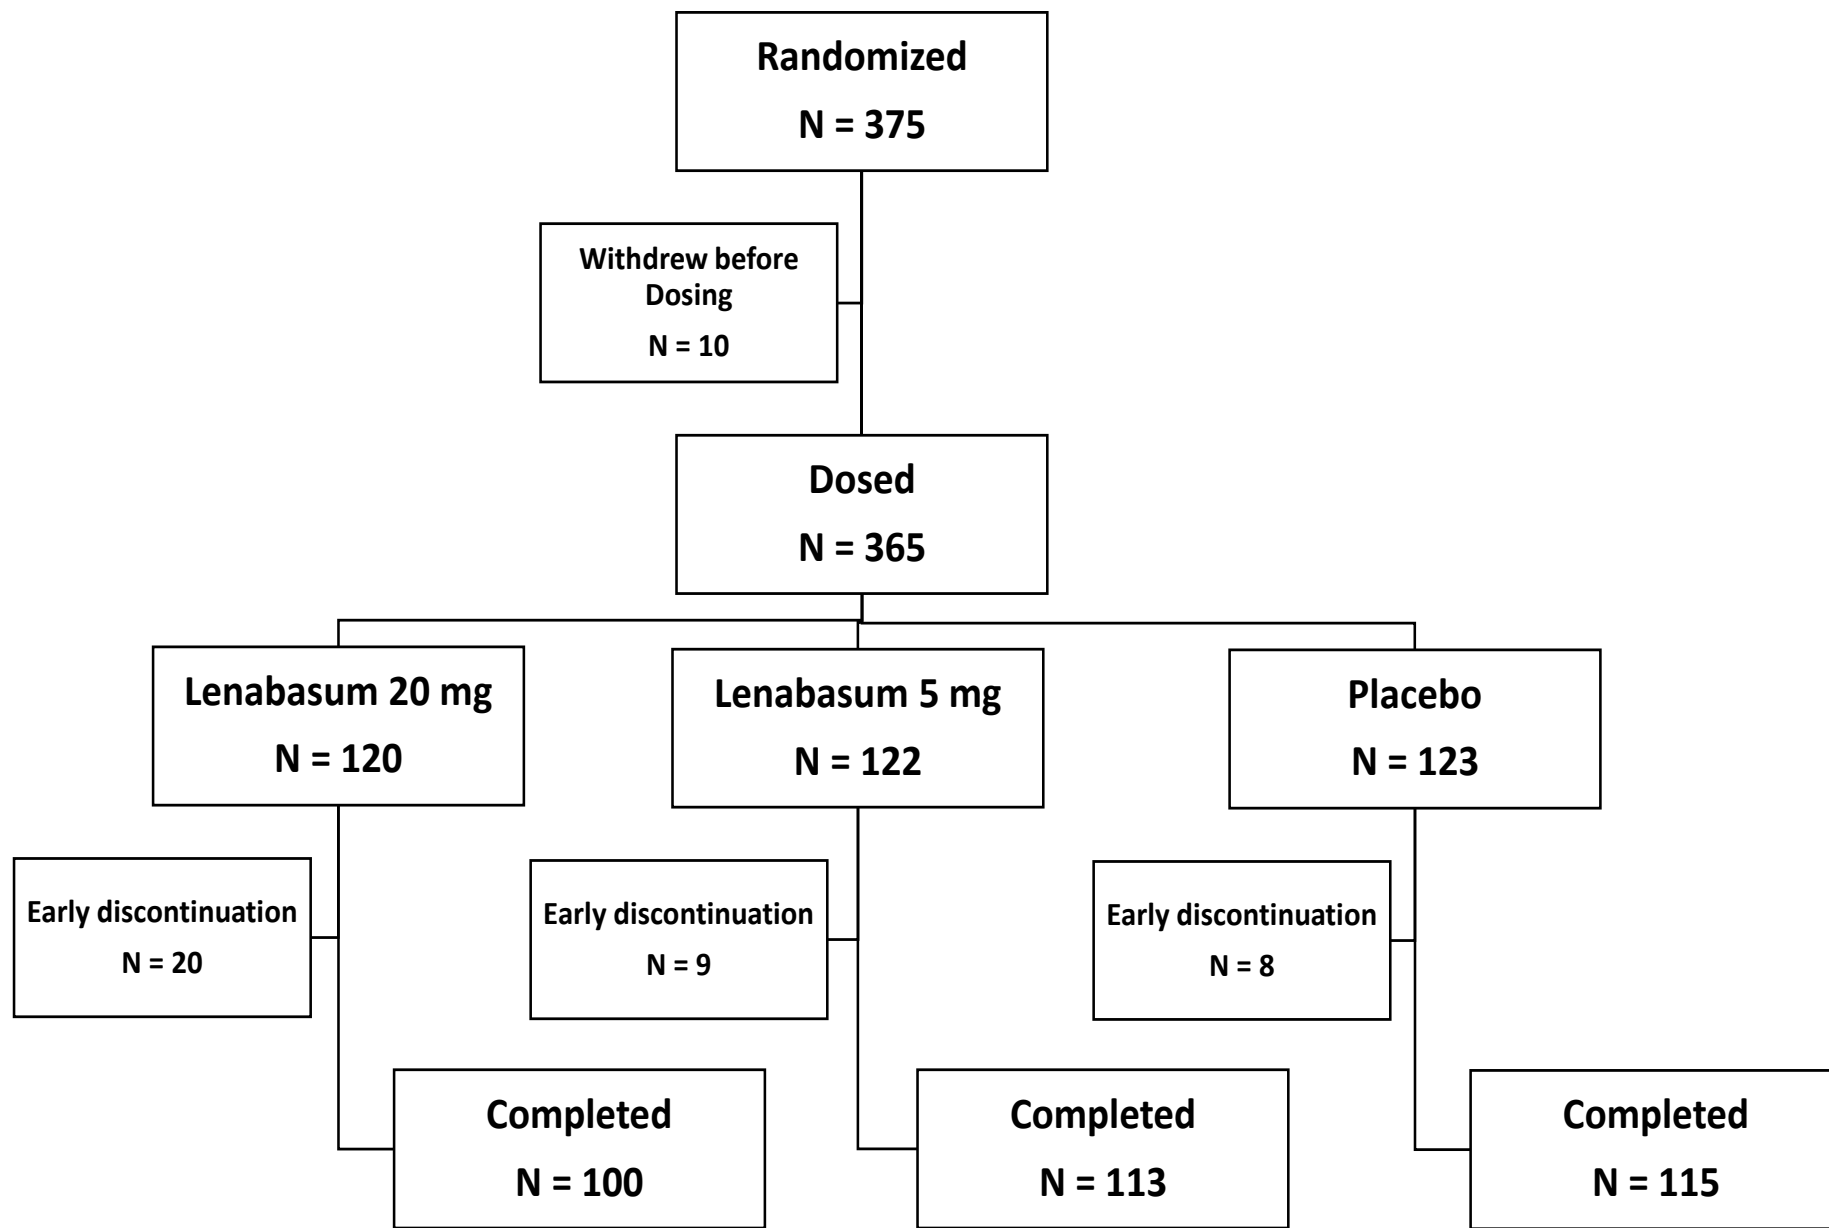 Randomized
N = 375
Withdrew before
Dosing
N = 10
Dosed
N = 365
Lenabasum 20 mg
N = 120
Lenabasum 5 mg
N = 122
Placebo
N = 123
Early discontinuation
N = 20
Early discontinuation
N = 9
Early discontinuation
N = 8
Completed
N = 100
Completed
N = 113
Completed
N = 115